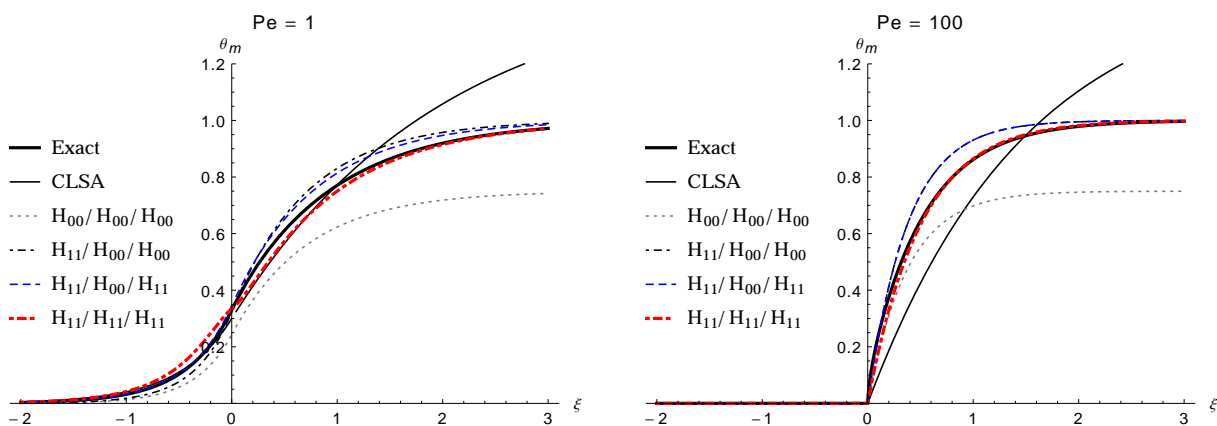 Pe = 1
θm
1.2
1.0
0.8
0.6
0.4
0.2
−2
−1
0
1
2
3
ξ
Exact
CLSA
H00/H00/H00
H11/H00/H00
H11/H00/H11
H11/H11/H11
Pe = 100
θm
1.2
1.0
0.8
0.6
0.4
0.2
−2
−1
0
1
2
3
ξ
Exact
CLSA
H00/H00/H00
H11/H00/H00
H11/H00/H11
H11/H11/H11